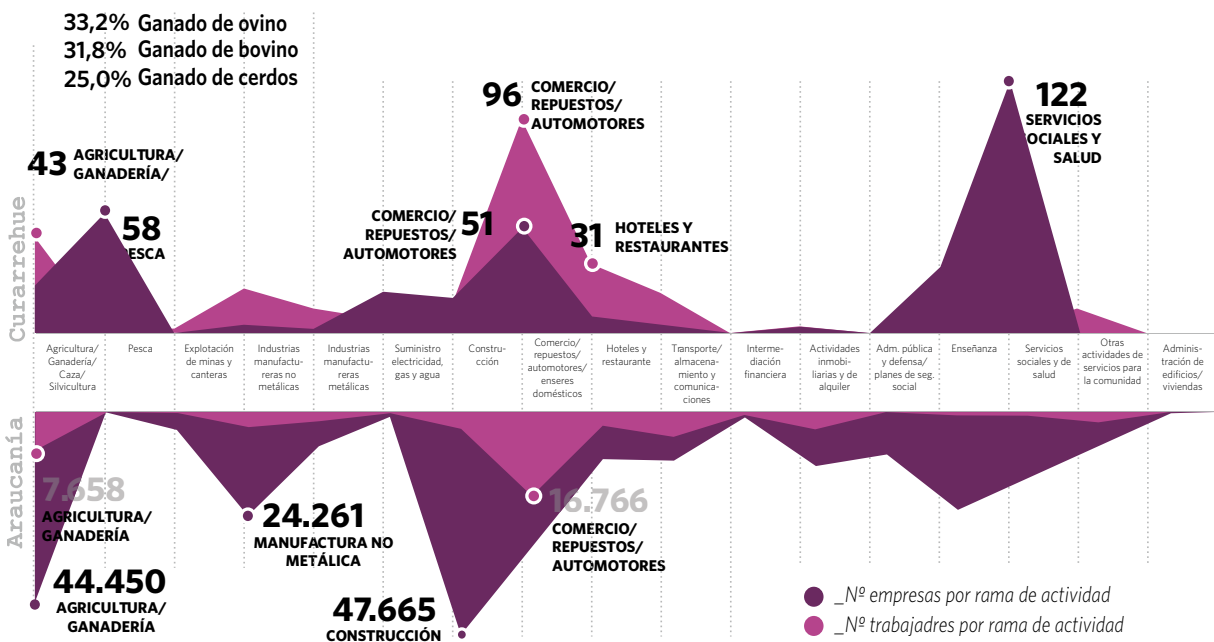 33,2% Ganado de ovino
31,8% Ganado de bovino
25,0% Ganado de cerdos
43 AGRICULTURA/
GANADERÍA/
58
PESCA
COMERCIO/
REPUESTOS/
AUTOMOTORES
51
96
COMERCIO/
REPUESTOS/
AUTOMOTORES
31 HOTELES Y
RESTAURANTES
122
SERVICIOS
SOCIALES Y
SALUD
Curarrehue
Agricultura/
Ganadería/
Caza/
Silvicultura
Pesca
Explotación
de minas y
canteras
Industrias
manufactu-
reras no
metálicas
Industrias
manufactu-
reras
metálicas
Suministro
electricidad,
gas y agua
Construc-
cción
Comercio/
repuestos/
automotores/
enseres
domésticos
Hoteles y
restaurante
Transporte/
almacena-
miento y
comunica-
ciones
Interme-
diación
financiera
Actividades
inmobi-
liarias y de
alquiler
Adm. pública
y defensa/
planes de seg.
social
Enseñanza
Servicios
sociales y de
salud
Otras
actividades de
servicios para
la comunidad
Adminis-
tración de
edificios/
viviendas
Araucanía
7.658
AGRICULTURA/
GANADERÍA
44.450
AGRICULTURA/
GANADERÍA
24.261
MANUFACTURA NO
METÁLICA
47.665
CONSTRUCCIÓN
16.766
COMERCIO/
REPUESTOS/
AUTOMOTORES
_Nº empresas por rama de actividad
_Nº trabajadres por rama de actividad